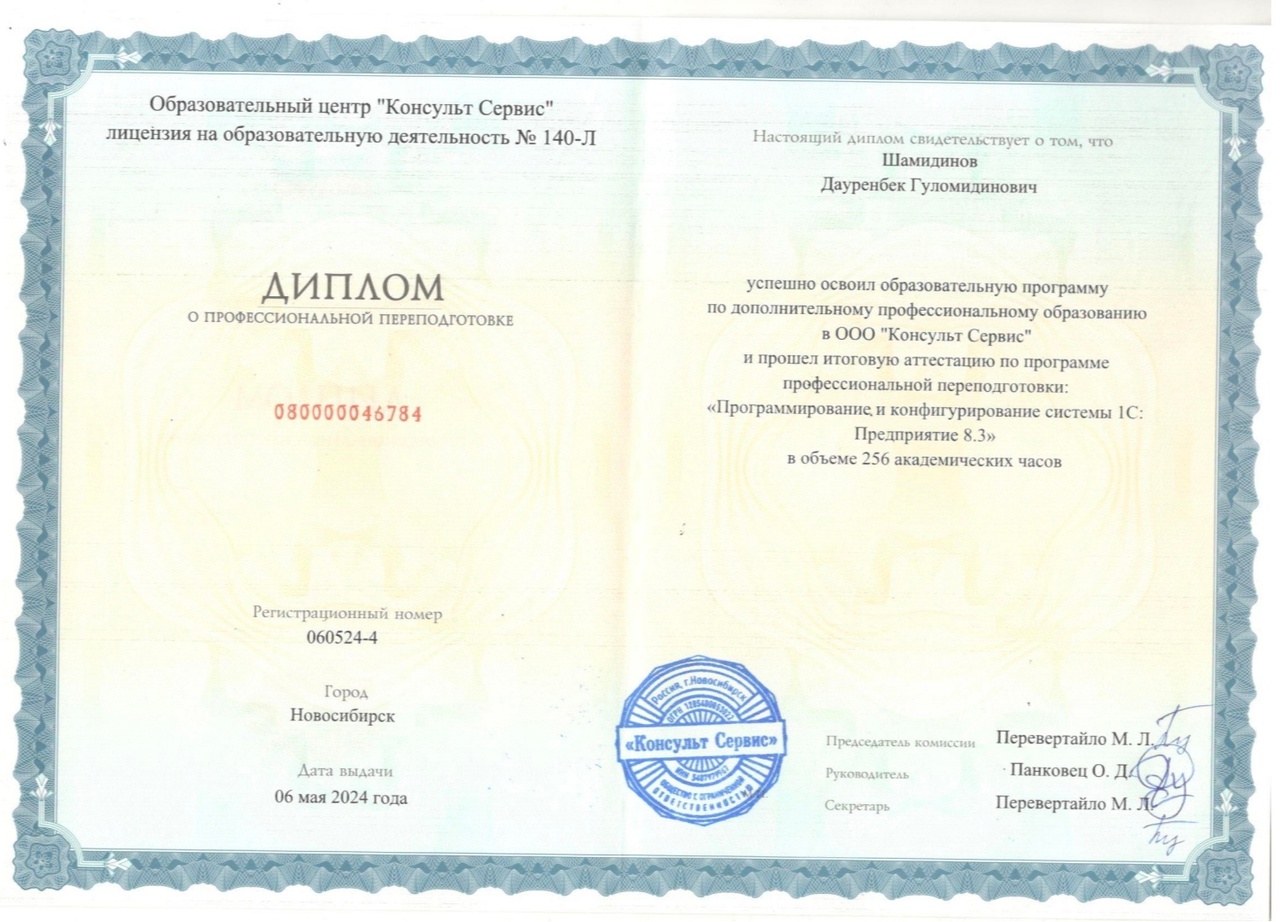 Образовательный центр "Консульт Сервис"
лицензия на образовательную деятельность № 140-Л
ДИПЛОМ
О ПРОФЕССИОНАЛЬНОЙ ПЕРЕПОДГОТОВКЕ
080000046784
Регистрационный номер
060524-4
Город
Новосибирск
Дата выдачи
06 мая 2024 года
Настоящий диплом свидетельствует о том, что
Шамидинов
Дауренбек Гуломидинович
успешно освоил образовательную программу
по дополнительному профессиональному образованию
в ООО "Консульт Сервис"
и прошел итоговую аттестацию по программе
профессиональной переподготовки:
«Программирование и конфигурирование системы 1С:
Предприятие 8.3»
в объеме 256 академических часов
Россия, г.Новосибирск
ОГРН
«Консульт Сервис»
ИНН
ОБЩЕСТВО С ОГРАНИЧЕННОЙ
ОТВЕТСТВЕННОСТЬЮ
Председатель комиссии Перевертайло М. Л.
Руководитель Панковец О. Д.
Секретарь Перевертайло М. Л.